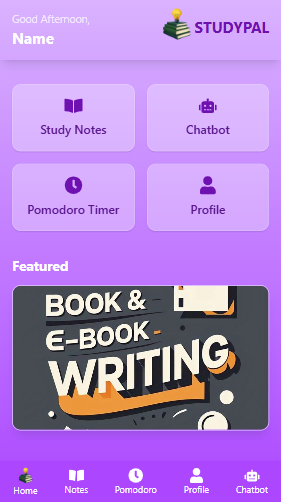 Good Afternoon,
Name
STUDYPAL
Study Notes
Chatbot
Pomodoro Timer
Profile
Featured
BOOK &
E-BOOK -
WRITING
Home
Notes
Pomodoro
Profile
Chatbot